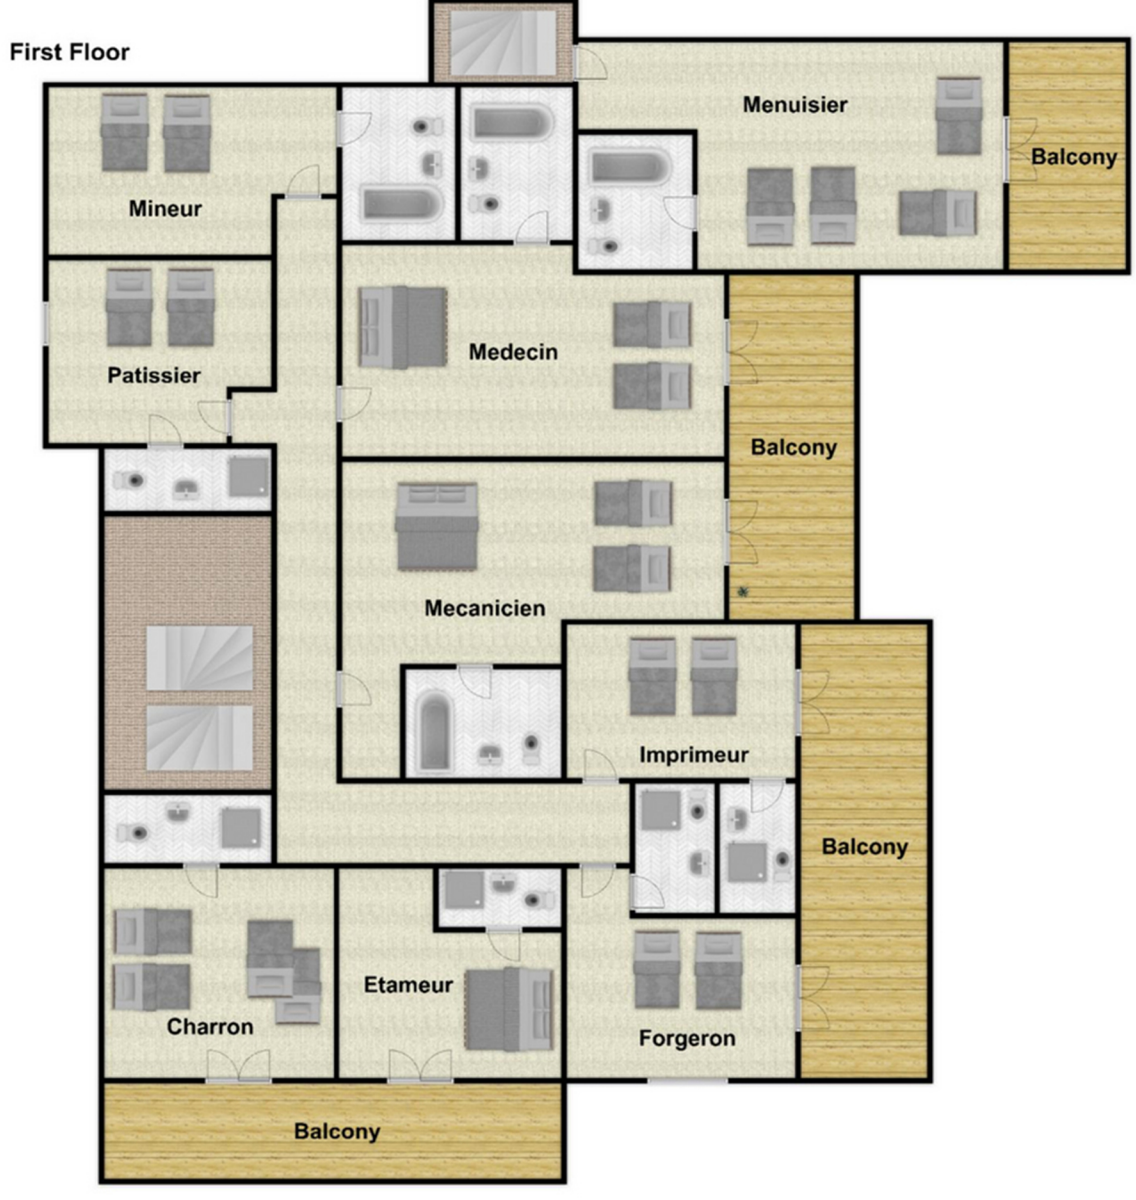 First Floor
Menuisier
Balcony
Mineur
Medecin
Patissier
Balcony
Mecanicien
Imprimeur
Balcony
Etameur
Charron
Forgeron
Balcony